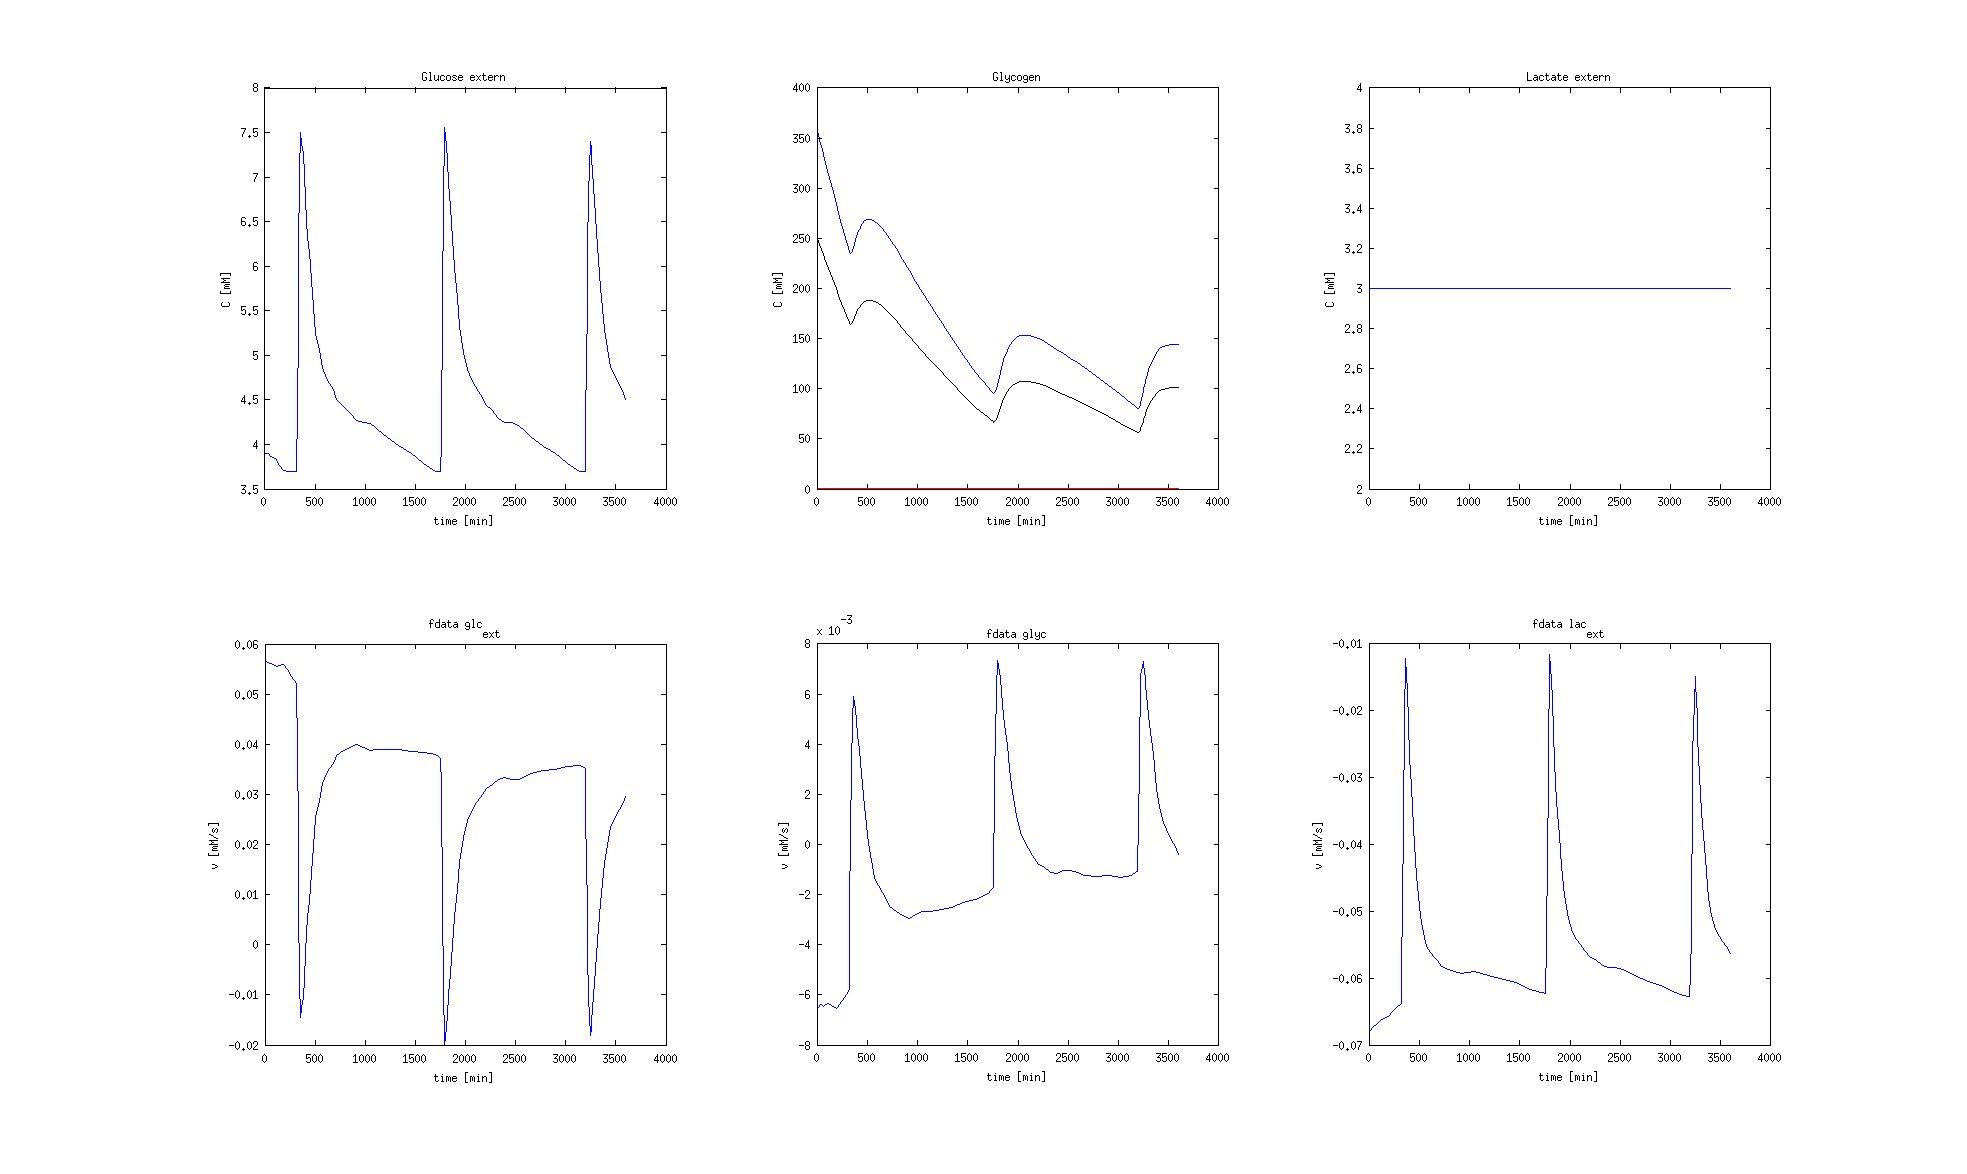 Glucose extern
8
7.5
7
6.5
6
5.5
5
4.5
4
3.5
C [mM]
0 500 1000 1500 2000 2500 3000 3500 4000
time [min]
Glycogen
400
350
300
250
200
150
100
50
0
C [mM]
0 500 1000 1500 2000 2500 3000 3500 4000
time [min]
Lactate extern
4
3.8
3.6
3.4
3.2
3
2.8
2.6
2.4
2.2
2
C [mM]
0 500 1000 1500 2000 2500 3000 3500 4000
time [min]
fdata glc
ext
0.06
0.05
0.04
0.03
0.02
0.01
0
-0.01
-0.02
v [mM/s]
0 500 1000 1500 2000 2500 3000 3500 4000
time [min]
x 10-3
fdata glyc
8
6
4
2
0
-2
-4
-6
-8
v [mM/s]
0 500 1000 1500 2000 2500 3000 3500 4000
time [min]
fdata lac
ext
-0.01
-0.02
-0.03
-0.04
-0.05
-0.06
-0.07
v [mM/s]
0 500 1000 1500 2000 2500 3000 3500 4000
time [min]